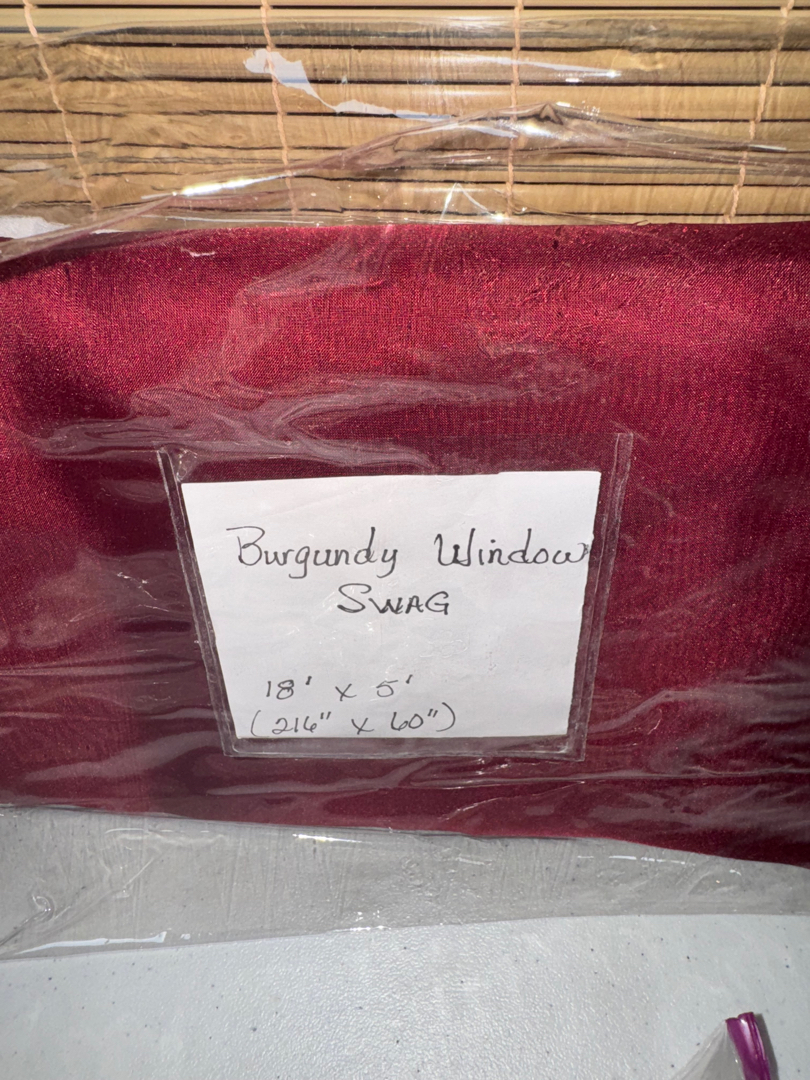 Burgundy Window
SWAG
18' x 5'
(216" x 60")